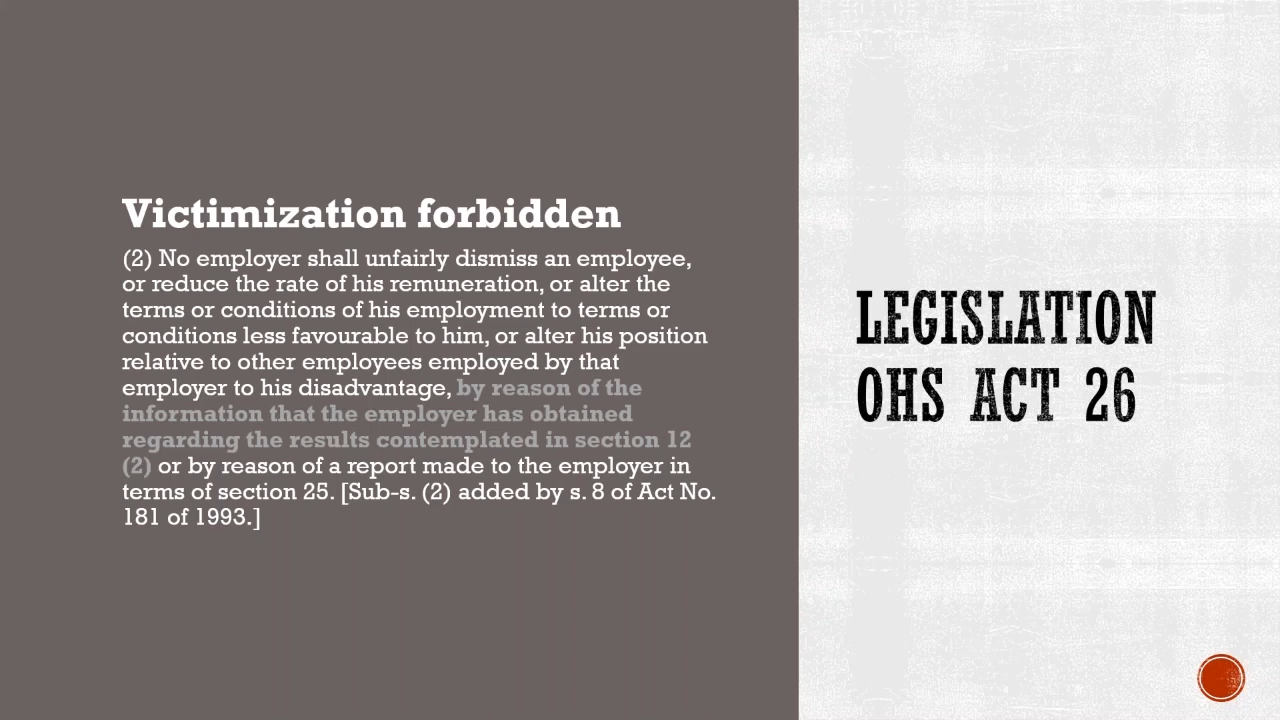 Victimization forbidden
(2) No employer shall unfairly dismiss an employee,
or reduce the rate of his remuneration, or alter the
terms or conditions of his employment to terms or
conditions less favourable to him, or alter his position
relative to other employees employed by that
employer to his disadvantage, by reason of the
information that the employer has obtained
regarding the results contemplated in section 12
(2) or by reason of a report made to the employer in
terms of section 25. [Sub-s. (2) added by s. 8 of Act No.
181 of 1993.]
LEGISLATION
OHS ACT 26